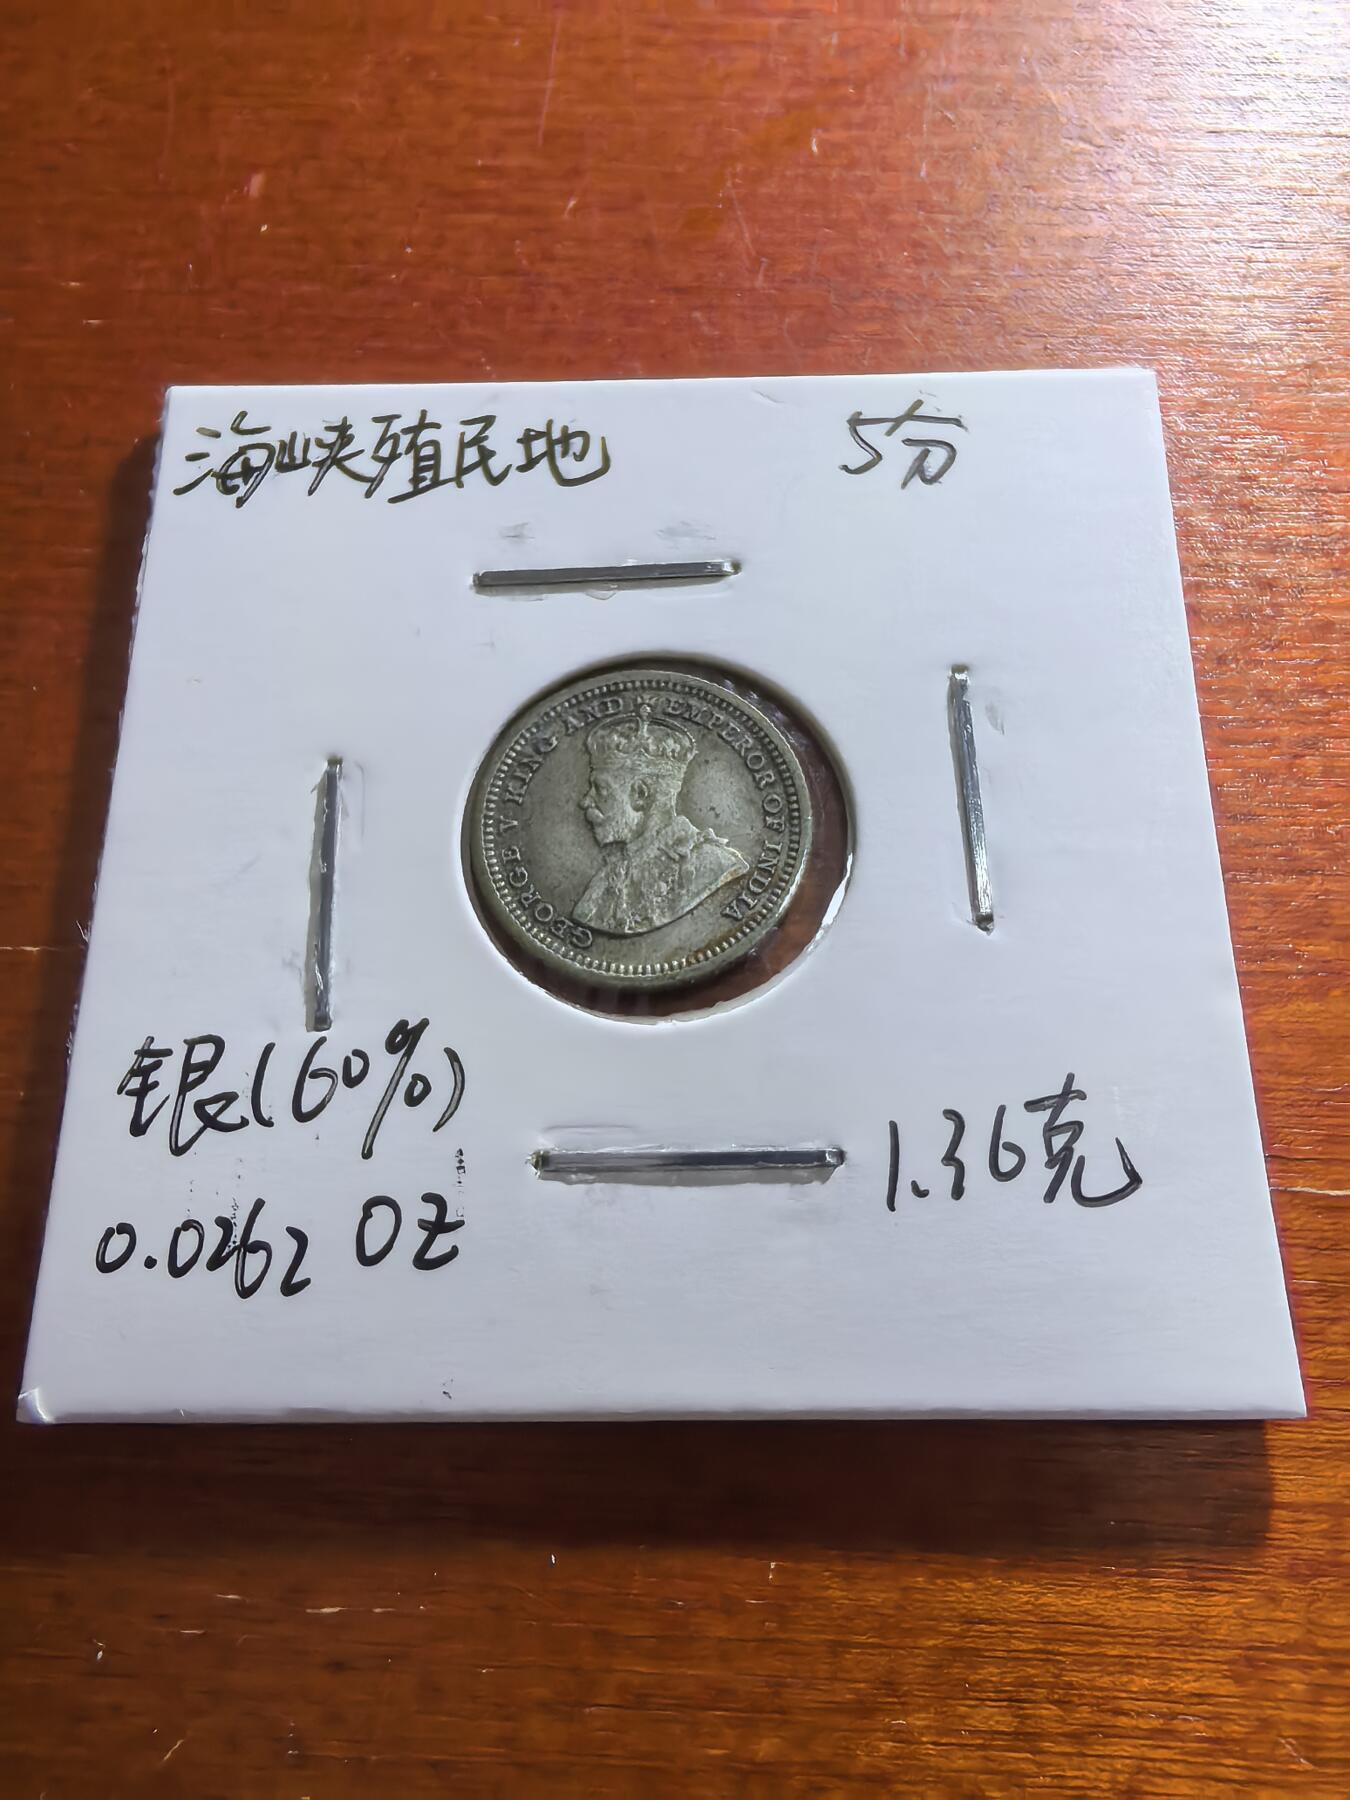 海峡殖民地 5分
GEORGE V KING AND EMPEROR OF INDIA
银(60%)
1.36克
0.0262 OZ